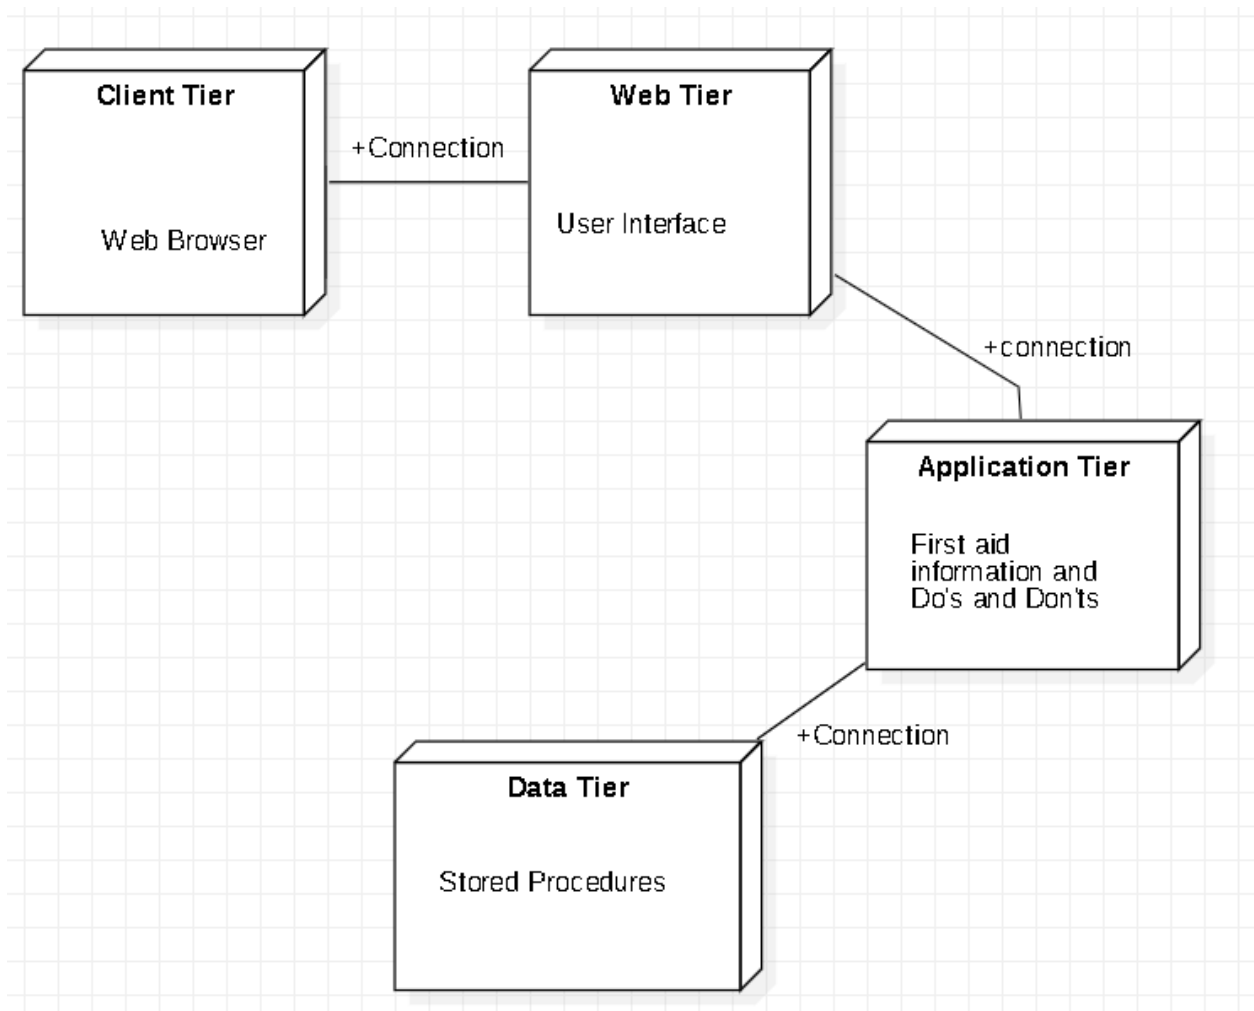 Client Tier
Web Browser
+Connection
Web Tier
User Interface
+connection
Application Tier
First aid
information and
Do's and Don'ts
+Connection
Data Tier
Stored Procedures